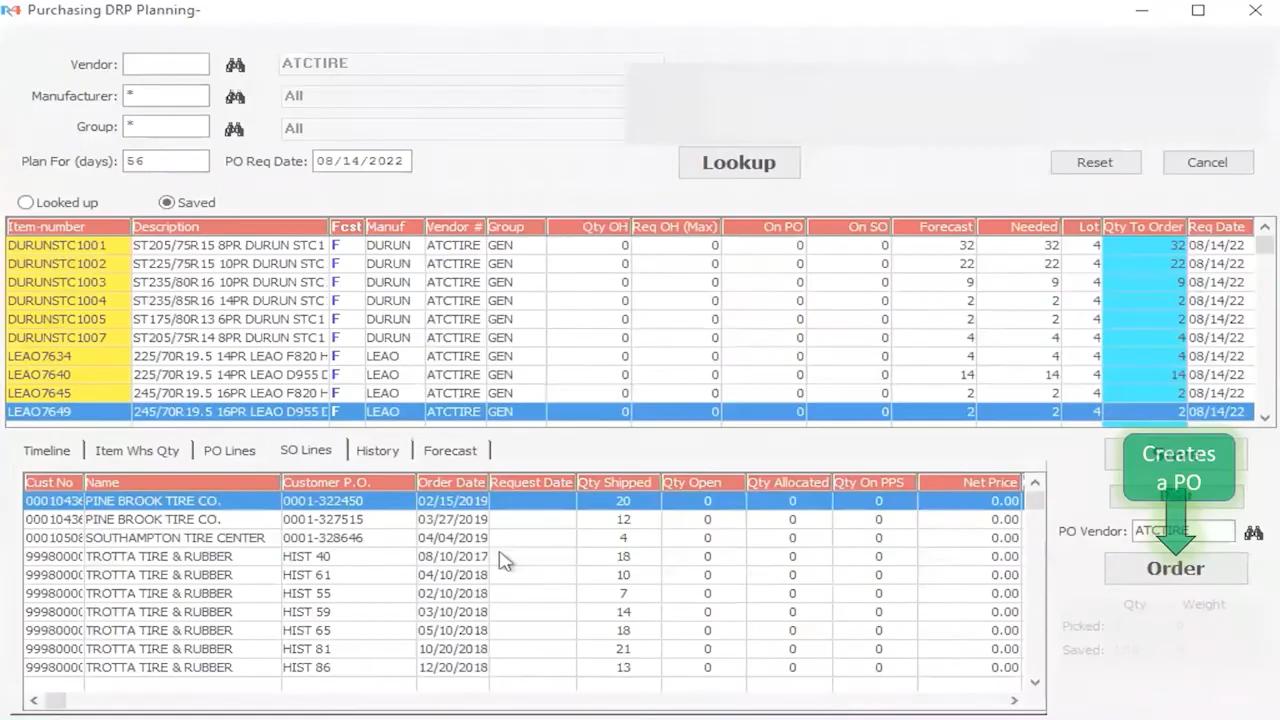 R4 Purchasing DRP Planning-
Vendor: ATCTIRE
Manufacturer: * All
Group: * All
Plan For (days): 56 PO Req Date: 08/14/2022 Lookup Reset Cancel
Looked up Saved
Item-number Description Fcst Manuf Vendor # Group Qty OH Req OH (Max) On PO On SO Forecast Needed Lot Qty To Order Req Date
DURUNSTC1001 ST205/75R15 8PR DURUN STC1 F DURUN ATCTIRE GEN 0 0 0 0 32 32 4 32 08/14/22
DURUNSTC1002 ST225/75R15 10PR DURUN STC F DURUN ATCTIRE GEN 0 0 0 0 22 22 4 22 08/14/22
DURUNSTC1003 ST235/80R16 10PR DURUN STC F DURUN ATCTIRE GEN 0 0 0 0 9 9 4 9 08/14/22
DURUNSTC1004 ST235/85R16 14PR DURUN STC F DURUN ATCTIRE GEN 0 0 0 0 2 2 4 2 08/14/22
DURUNSTC1005 ST175/80R13 6PR DURUN STC1 F DURUN ATCTIRE GEN 0 0 0 0 2 2 4 2 08/14/22
DURUNSTC1007 ST205/75R14 8PR DURUN STC1 F DURUN ATCTIRE GEN 0 0 0 0 4 4 4 4 08/14/22
LEAO7634 225/70R19.5 14PR LEAO F820 H F LEAO ATCTIRE GEN 0 0 0 0 4 4 4 4 08/14/22
LEAO7640 225/70R19.5 14PR LEAO D955 D F LEAO ATCTIRE GEN 0 0 0 0 14 14 4 14 08/14/22
LEAO7645 245/70R19.5 16PR LEAO F820 H F LEAO ATCTIRE GEN 0 0 0 0 2 2 4 2 08/14/22
LEAO7649 245/70R19.5 16PR LEAO D955 D F LEAO ATCTIRE GEN 0 0 0 0 2 2 4 2 08/14/22
Timeline Item Whs Qty PO Lines SO Lines History Forecast
Cust No Name Customer P.O. Order Date Request Date Qty Shipped Qty Open Qty Allocated Qty On PPS Net Price
00010436 PINE BROOK TIRE CO. 0001-322450 02/15/2019 20 0 0 0 0.00
00010436 PINE BROOK TIRE CO. 0001-327515 03/27/2019 12 0 0 0 0.00
00010508 SOUTHAMPTON TIRE CENTER 0001-328646 04/04/2019 4 0 0 0 0.00
99980000 TROTTA TIRE & RUBBER HIST 40 08/10/2017 18 0 0 0 0.00
99980000 TROTTA TIRE & RUBBER HIST 61 04/10/2018 10 0 0 0 0.00
99980000 TROTTA TIRE & RUBBER HIST 55 02/10/2018 7 0 0 0 0.00
99980000 TROTTA TIRE & RUBBER HIST 59 03/10/2018 14 0 0 0 0.00
99980000 TROTTA TIRE & RUBBER HIST 65 05/10/2018 18 0 0 0 0.00
99980000 TROTTA TIRE & RUBBER HIST 81 10/20/2018 21 0 0 0 0.00
99980000 TROTTA TIRE & RUBBER HIST 86 12/20/2018 13 0 0 0 0.00
Creates
a PO
PO Vendor: ATCTIRE
Order
Qty Weight
Picked:
Saved: